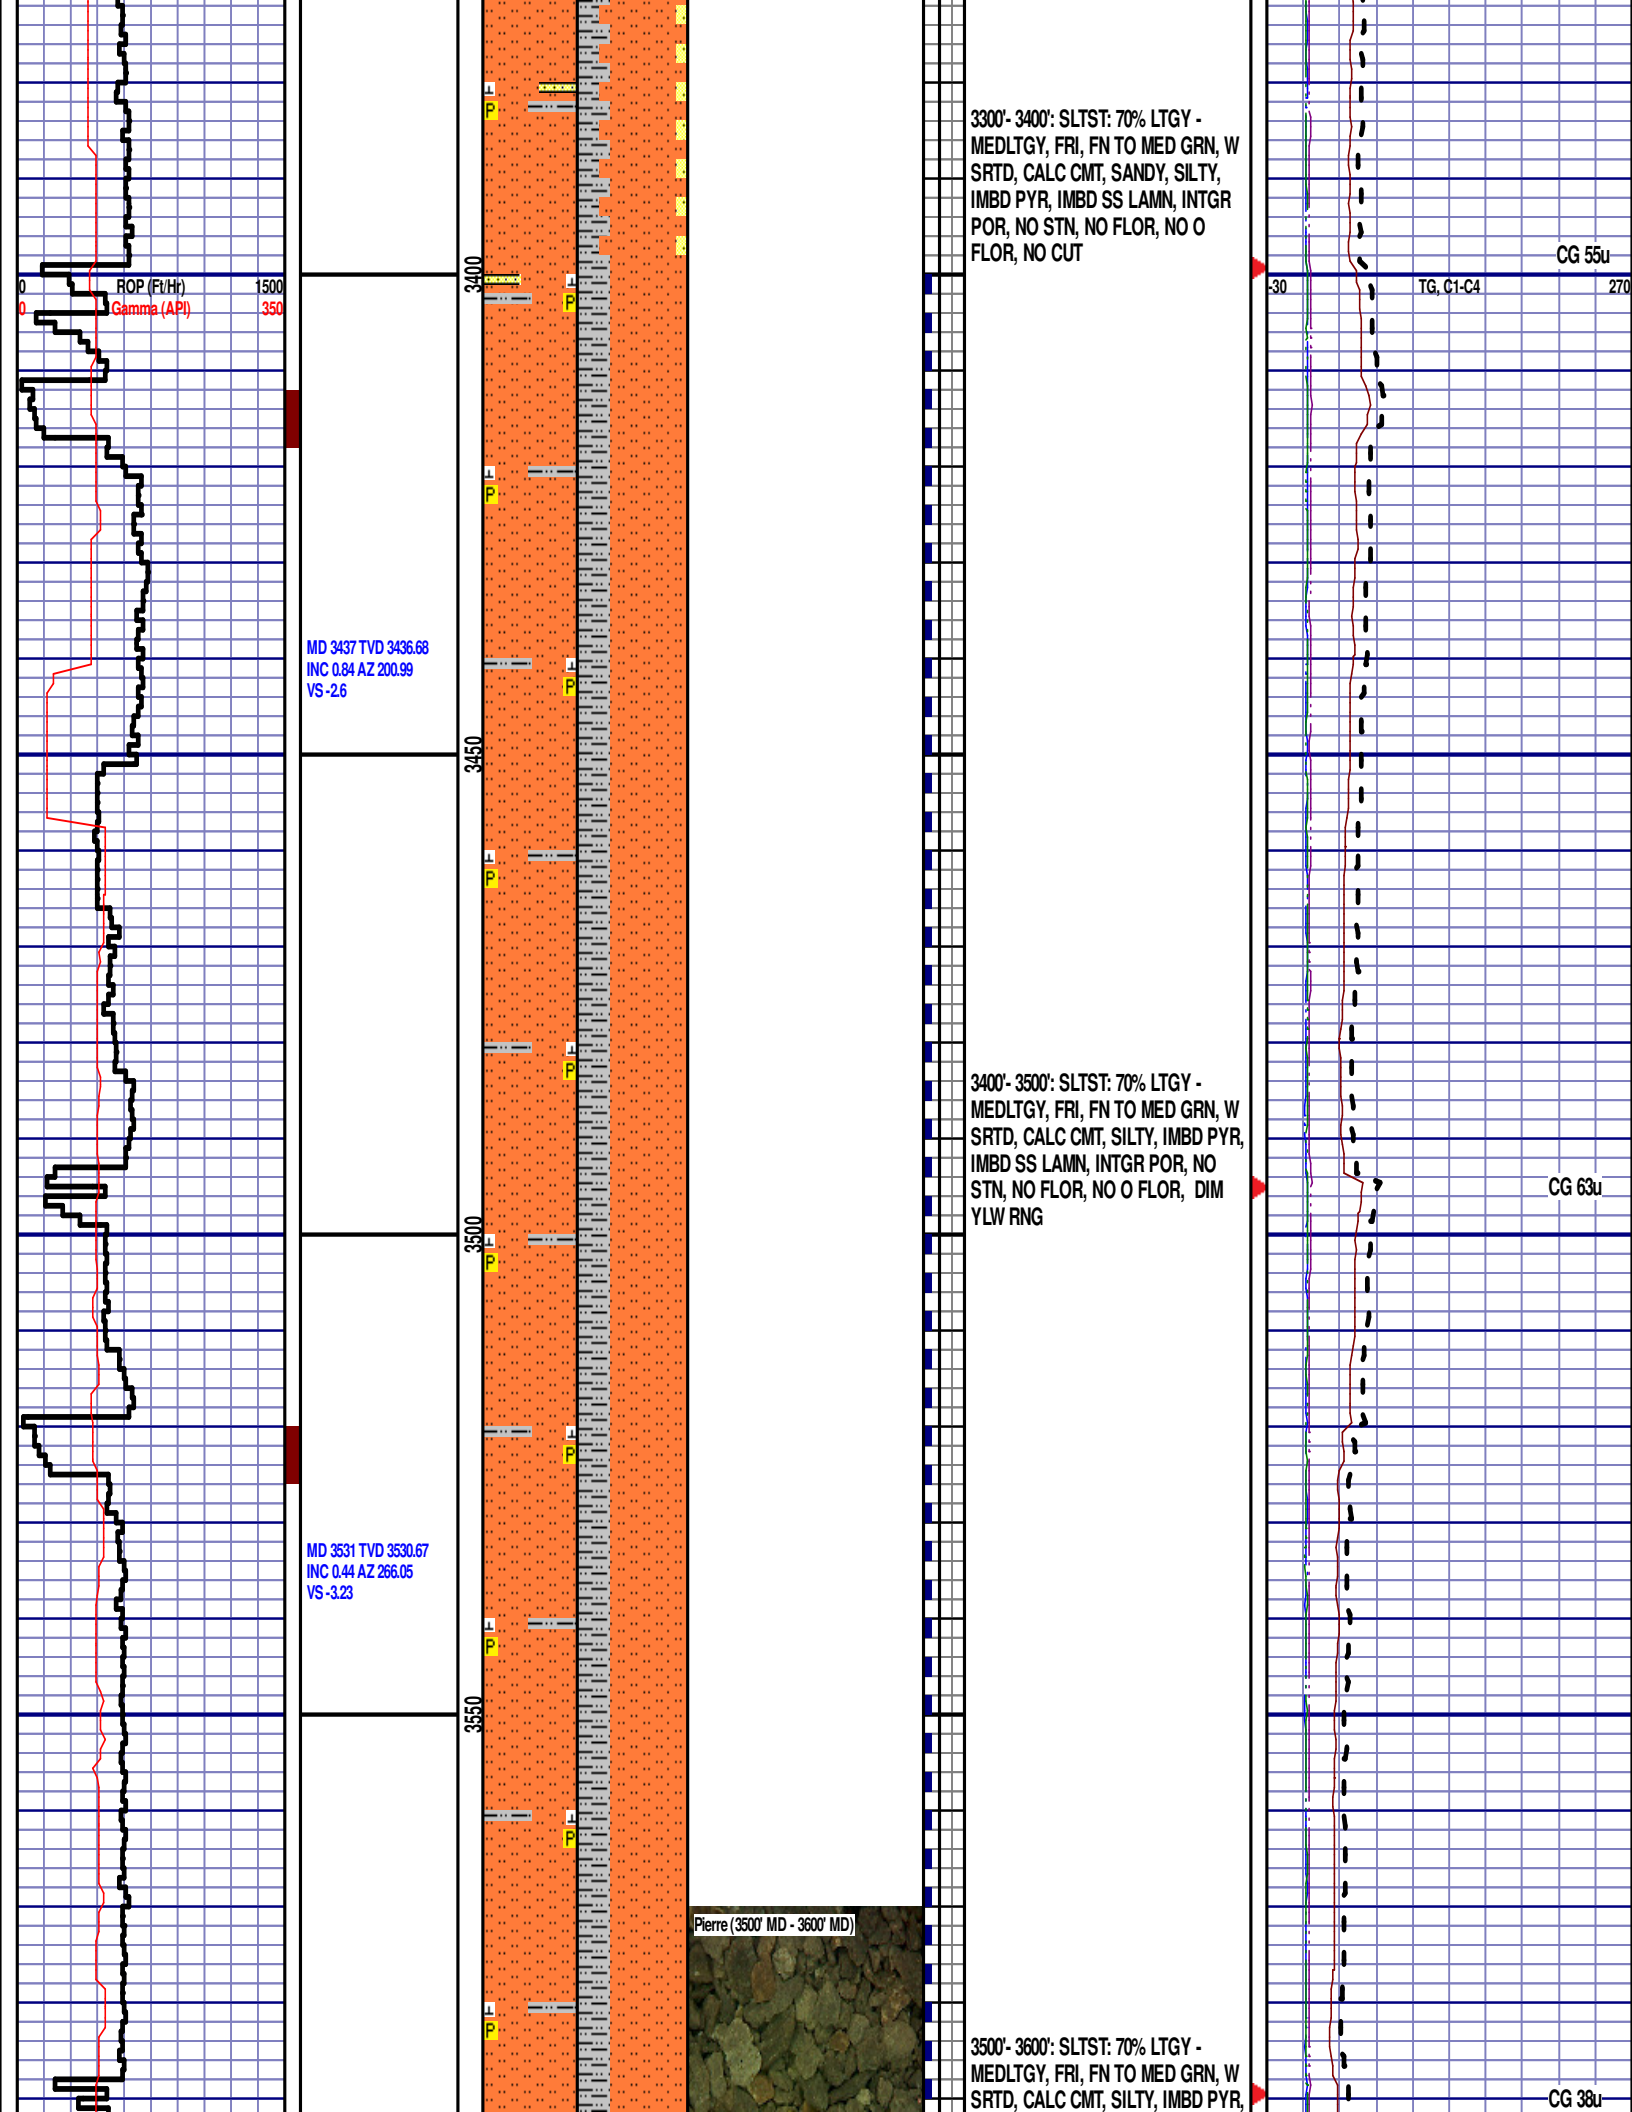 3300'- 3400': SLTST: 70% LTGY -
MEDLTGY, FRI, FN TO MED GRN, W
SRTD, CALC CMT, SANDY, SILTY,
IMBD PYR, IMBD SS LAMN, INTGR
POR, NO STN, NO FLOR, NO O
FLOR, NO CUT
P
CG 55u
3400
0 ROP (Ft/Hr) 1500
0 Gamma (API) 350
-30 TG, C1-C4 270
P
P
MD 3437 TVD 3436.68
INC 0.84 AZ 200.99
VS -2.6
P
3450
P
P
3400'- 3500': SLTST: 70% LTGY -
MEDLTGY, FRI, FN TO MED GRN, W
SRTD, CALC CMT, SILTY, IMBD PYR,
IMBD SS LAMN, INTGR POR, NO
STN, NO FLOR, NO O FLOR, DIM
YLW RNG
CG 63u
3500
P
P
MD 3531 TVD 3530.67
INC 0.44 AZ 266.05
VS -3.23
P
3550
P
Pierre (3500' MD - 3600' MD)
P
3500'- 3600': SLTST: 70% LTGY -
MEDLTGY, FRI, FN TO MED GRN, W
SRTD, CALC CMT, SILTY, IMBD PYR,
CG 38u